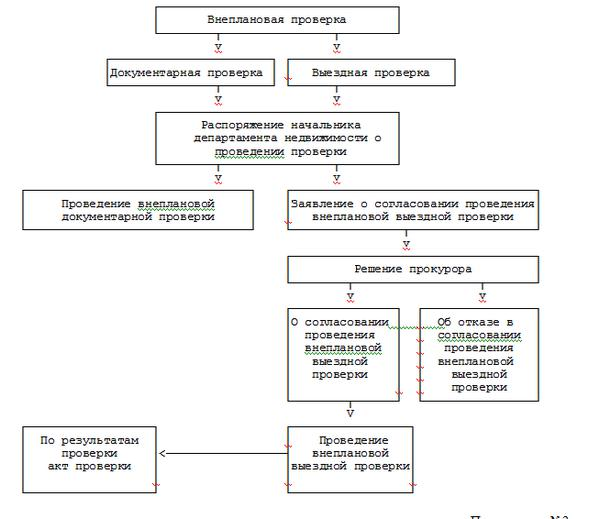 Внеплановая проверка
Документарная проверка
Выездная проверка
Распоряжение начальника
департамента недвижимости о
проведении проверки
Проведение внеплановой
документарной проверки
Заявление о согласовании проведения
внеплановой выездной проверки
Решение прокурора
О согласовании
проведения
внеплановой
выездной
проверки
Об отказе в
согласовании
проведения
внеплановой
выездной
проверки
По результатам
проверки
акт проверки
Проведение
внеплановой
выездной проверки